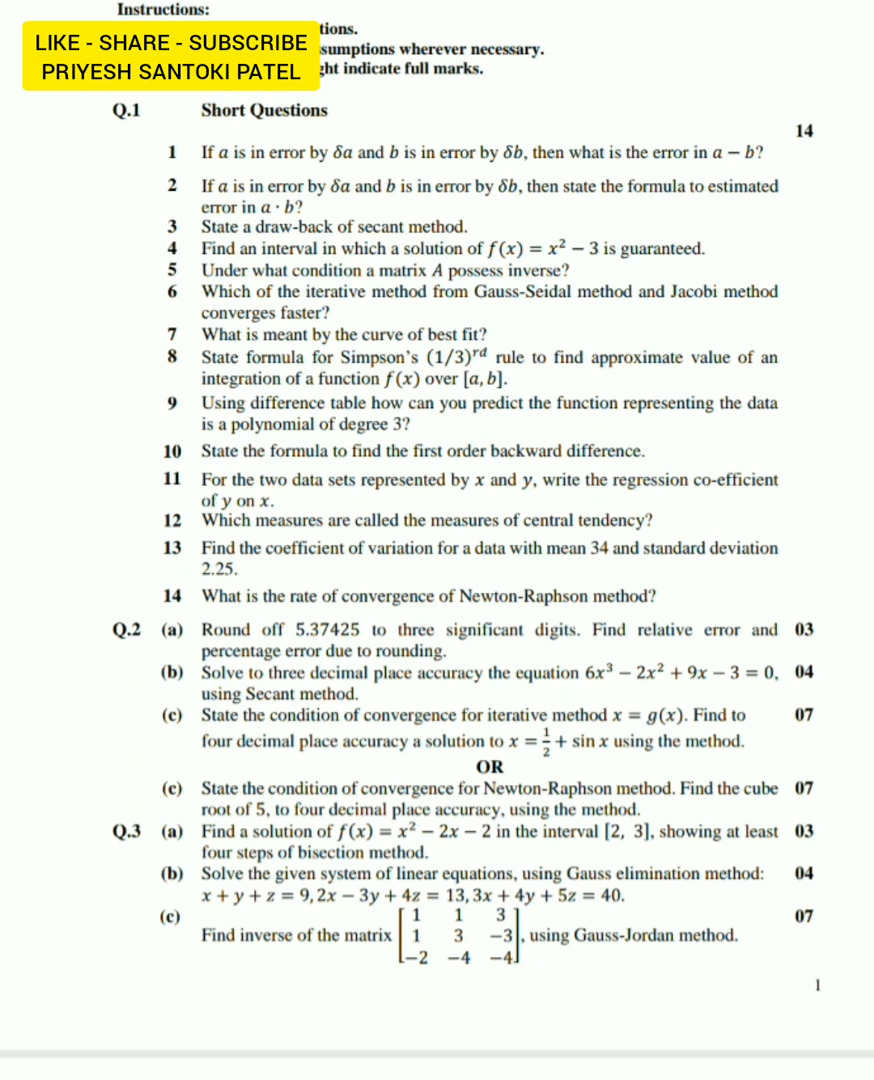 Instructions:
tions.
LIKE - SHARE - SUBSCRIBE
sumptions wherever necessary.
PRIYESH SANTOKI PATEL
ght indicate full marks.
Q.1 Short Questions
14
1 If a is in error by δa and b is in error by δb, then what is the error in a − b?
2 If a is in error by δa and b is in error by δb, then state the formula to estimated
error in a · b?
3 State a draw-back of secant method.
4 Find an interval in which a solution of f(x) = x² − 3 is guaranteed.
5 Under what condition a matrix A possess inverse?
6 Which of the iterative method from Gauss-Seidal method and Jacobi method
converges faster?
7 What is meant by the curve of best fit?
8 State formula for Simpson's (1/3)ʳᵈ rule to find approximate value of an
integration of a function f(x) over [a, b].
9 Using difference table how can you predict the function representing the data
is a polynomial of degree 3?
10 State the formula to find the first order backward difference.
11 For the two data sets represented by x and y, write the regression co-efficient
of y on x.
12 Which measures are called the measures of central tendency?
13 Find the coefficient of variation for a data with mean 34 and standard deviation
2.25.
14 What is the rate of convergence of Newton-Raphson method?
Q.2 (a) Round off 5.37425 to three significant digits. Find relative error and 03
percentage error due to rounding.
(b) Solve to three decimal place accuracy the equation 6x³ − 2x² + 9x − 3 = 0, 04
using Secant method.
(c) State the condition of convergence for iterative method x = g(x). Find to 07
four decimal place accuracy a solution to x = 1/2 + sin x using the method.
OR
(c) State the condition of convergence for Newton-Raphson method. Find the cube 07
root of 5, to four decimal place accuracy, using the method.
Q.3 (a) Find a solution of f(x) = x² − 2x − 2 in the interval [2, 3], showing at least 03
four steps of bisection method.
(b) Solve the given system of linear equations, using Gauss elimination method: 04
x + y + z = 9, 2x − 3y + 4z = 13, 3x + 4y + 5z = 40.
(c) 1 1 3 07
Find inverse of the matrix [1 3 −3], using Gauss-Jordan method.
−2 −4 −4
1